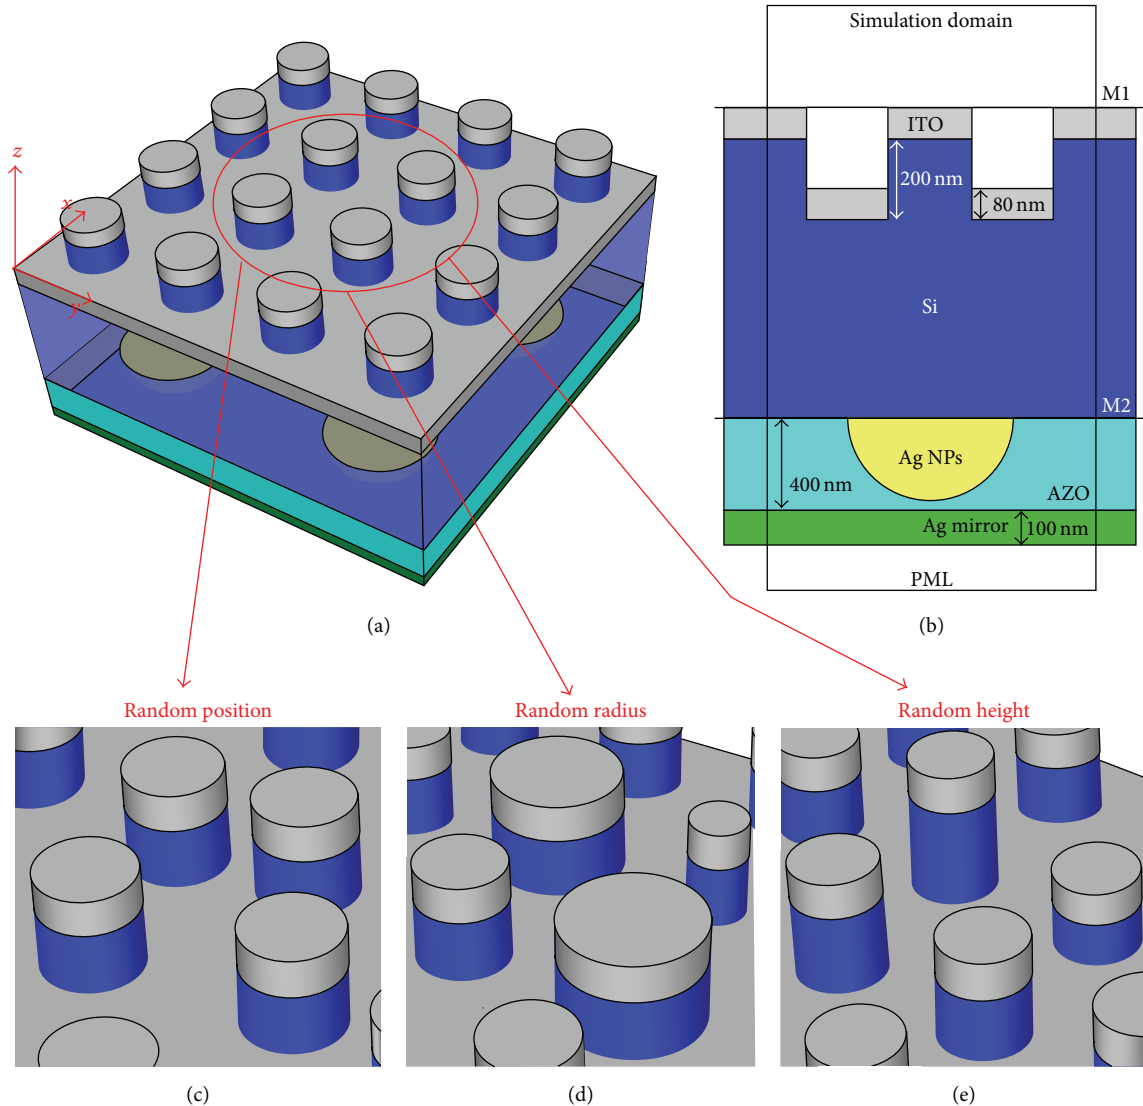 Simulation domain
M1
ITO
z
200 nm
80 nm
x
y
Si
M2
Ag NPs
400 nm
AZO
Ag mirror
100 nm
PML
(a)
(b)
Random position
Random radius
Random height
(c)
(d)
(e)